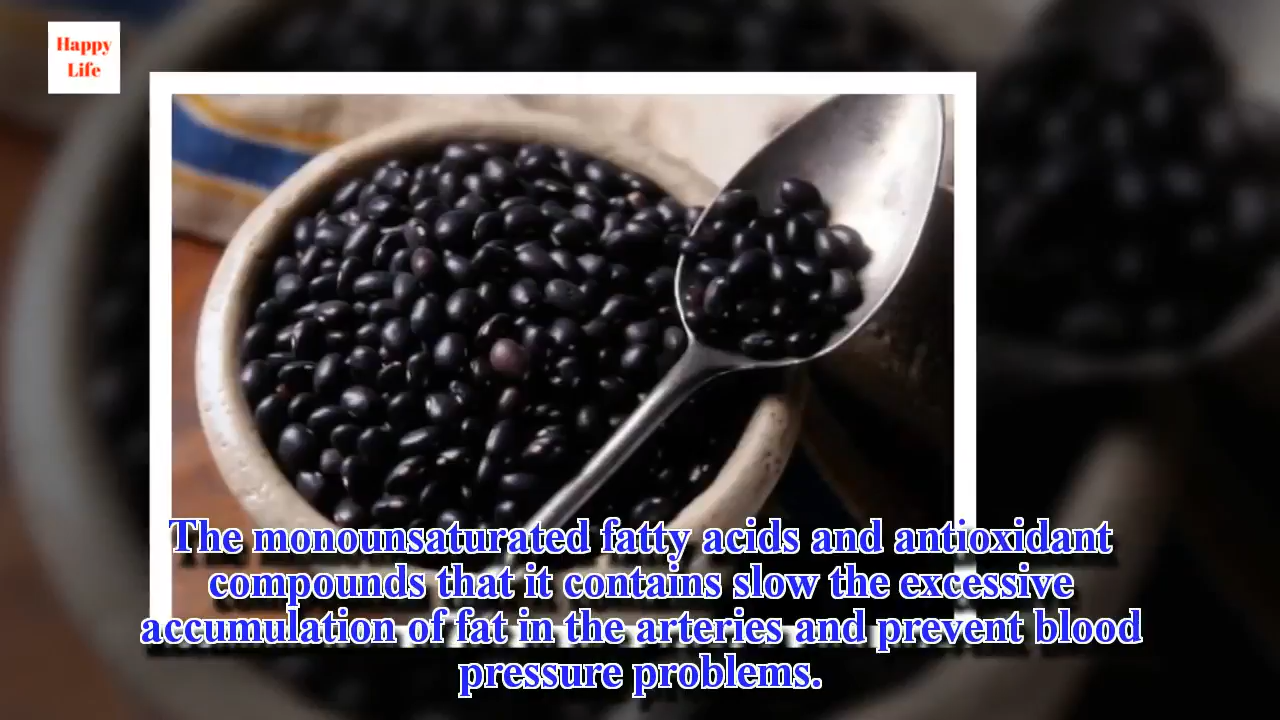 Happy
Life
The monounsaturated fatty acids and antioxidant
compounds that it contains slow the excessive
accumulation of fat in the arteries and prevent blood
pressure problems.